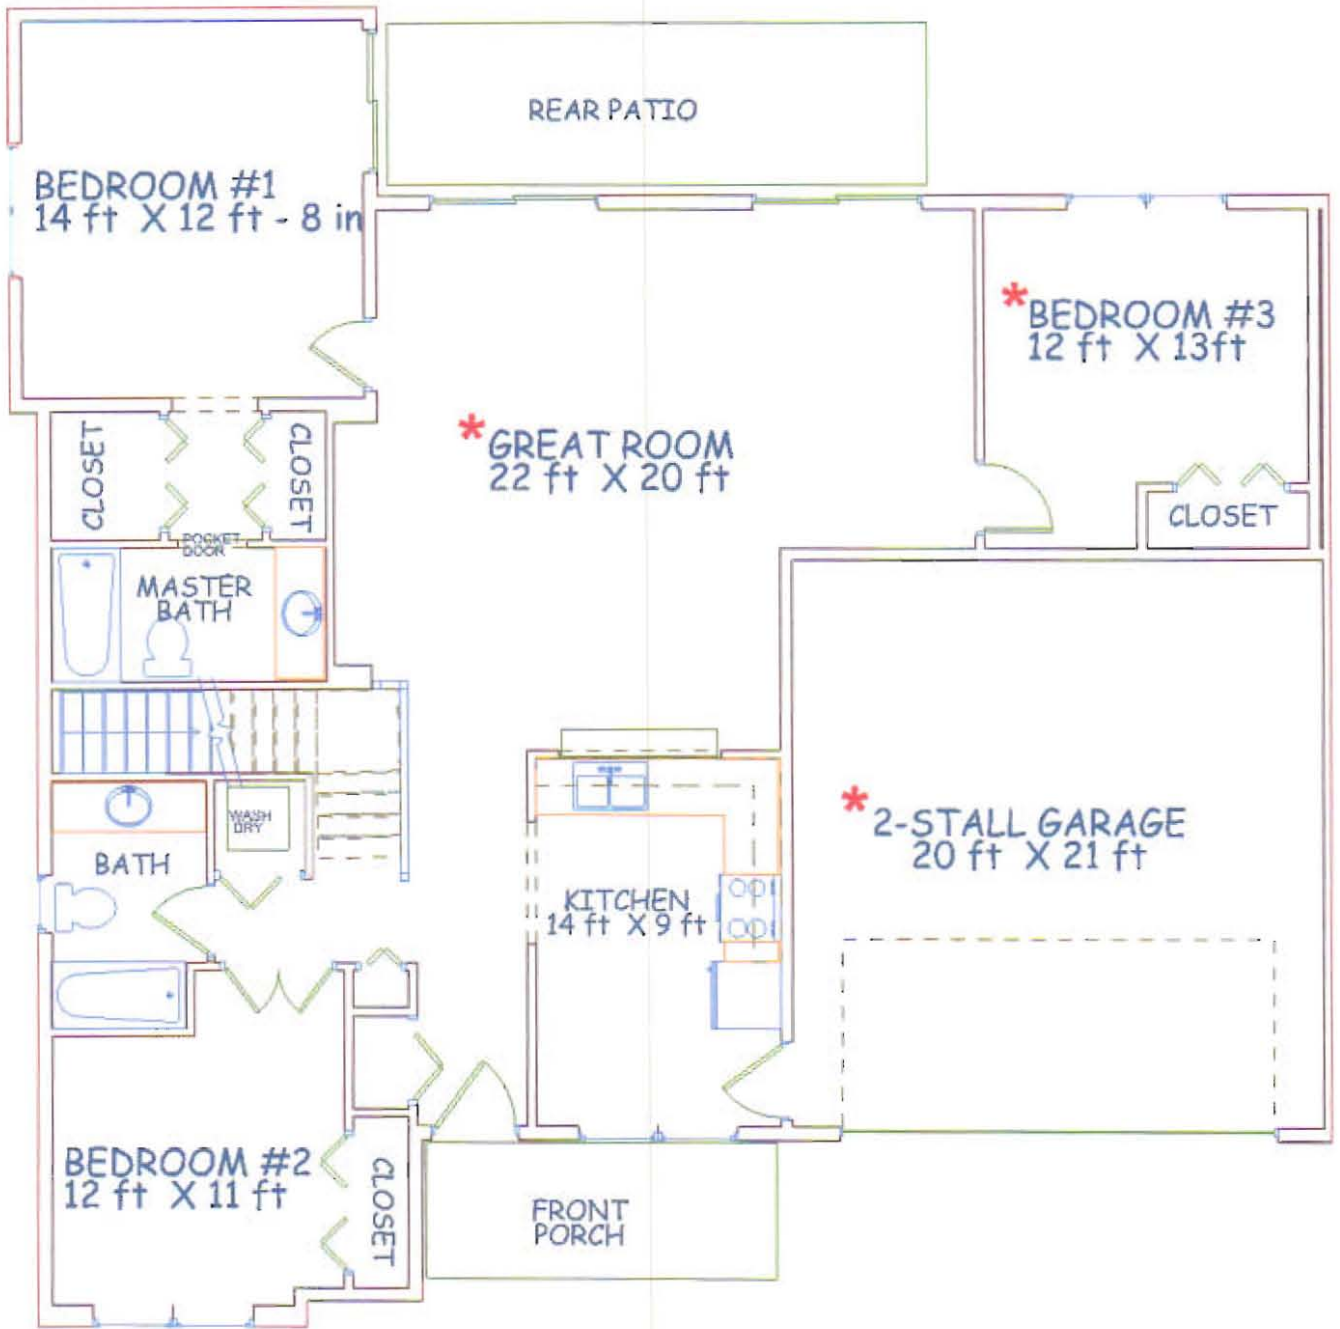 REAR PATIO
BEDROOM #1
14 ft X 12 ft - 8 in
*BEDROOM #3
12 ft X 13ft
*GREAT ROOM
22 ft X 20 ft
CLOSET
CLOSET
CLOSET
POCKET
DOOR
MASTER
BATH
WASH
DRY
BATH
*2-STALL GARAGE
20 ft X 21 ft
KITCHEN
14 ft X 9 ft
BEDROOM #2
12 ft X 11 ft
CLOSET
FRONT
PORCH